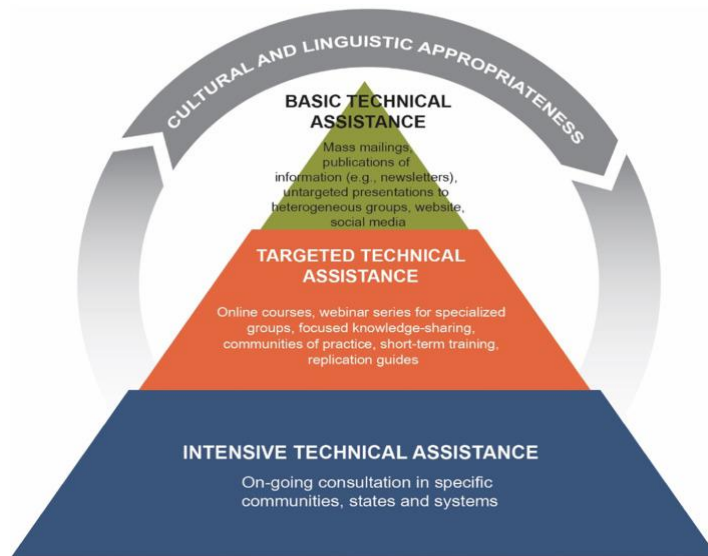 CULTURAL AND LINGUISTIC APPROPRIATENESS
BASIC TECHNICAL
ASSISTANCE
Mass mailings,
publications of
information (e.g., newsletters),
untargeted presentations to
heterogeneous groups, website,
social media
TARGETED TECHNICAL
ASSISTANCE
Online courses, webinar series for specialized
groups, focused knowledge-sharing,
communities of practice, short-term training,
replication guides
INTENSIVE TECHNICAL ASSISTANCE
On-going consultation in specific
communities, states and systems